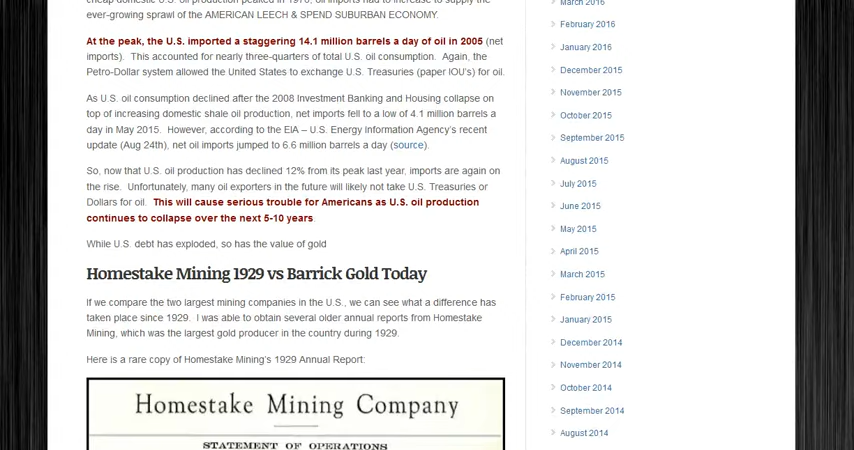 cheap domestic U.S. oil production peaked in 1970, oil imports had to increase to supply the
ever-growing sprawl of the AMERICAN LEECH & SPEND SUBURBAN ECONOMY.
At the peak, the U.S. imported a staggering 14.1 million barrels a day of oil in 2005 (net
imports).  This accounted for nearly three-quarters of total U.S. oil consumption.  Again, the
Petro-Dollar system allowed the United States to exchange U.S. Treasuries (paper IOU's) for oil.
As U.S. oil consumption declined after the 2008 Investment Banking and Housing collapse on
top of increasing domestic shale oil production, net imports fell to a low of 4.1 million barrels a
day in May 2015.  However, according to the EIA – U.S. Energy Information Agency's recent
update (Aug 24th), net oil imports jumped to 6.6 million barrels a day (source).
So, now that U.S. oil production has declined 12% from its peak last year, imports are again on
the rise.  Unfortunately, many oil exporters in the future will likely not take U.S. Treasuries or
Dollars for oil.  This will cause serious trouble for Americans as U.S. oil production
continues to collapse over the next 5-10 years.
While U.S. debt has exploded, so has the value of gold
Homestake Mining 1929 vs Barrick Gold Today
If we compare the two largest mining companies in the U.S., we can see what a difference has
taken place since 1929.  I was able to obtain several older annual reports from Homestake
Mining, which was the largest gold producer in the country during 1929.
Here is a rare copy of Homestake Mining's 1929 Annual Report:
Homestake Mining Company
STATEMENT OF OPERATIONS
March 2016
February 2016
January 2016
December 2015
November 2015
October 2015
September 2015
August 2015
July 2015
June 2015
May 2015
April 2015
March 2015
February 2015
January 2015
December 2014
November 2014
October 2014
September 2014
August 2014